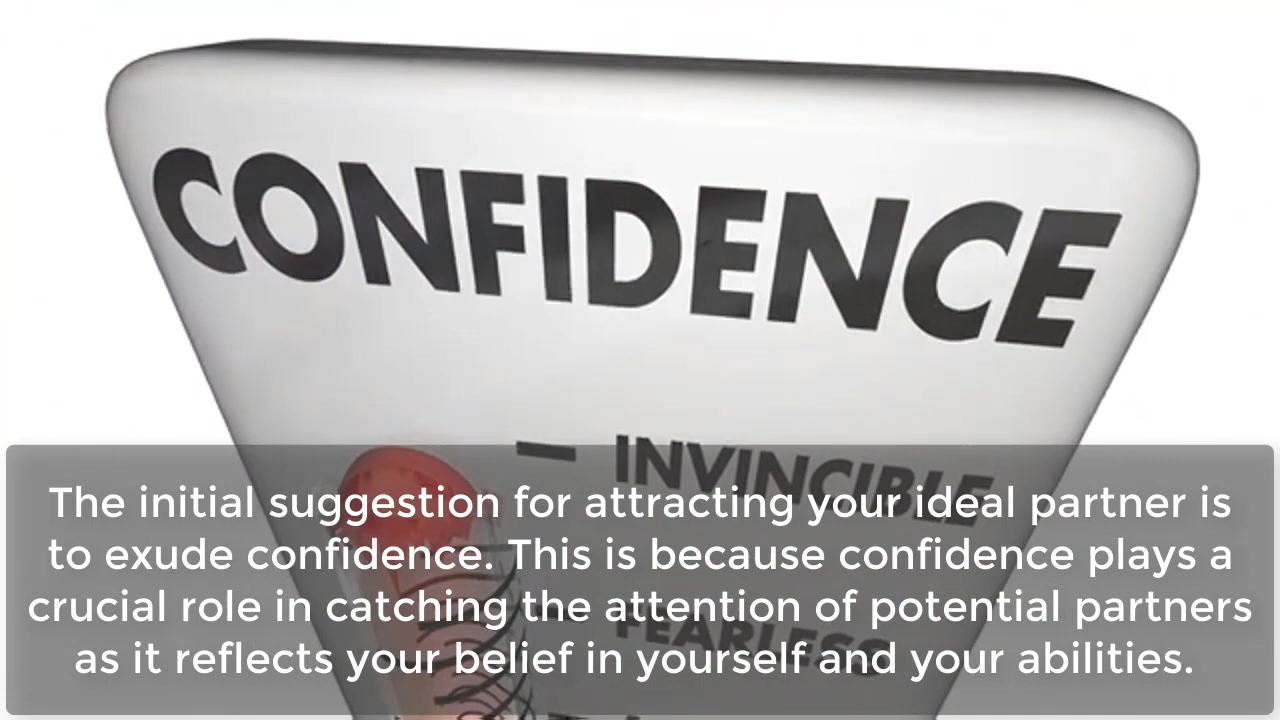 CONFIDENCE
INVINCIBLE
The initial suggestion for attracting your ideal partner is
to exude confidence. This is because confidence plays a
crucial role in catching the attention of potential partners
FEARLESS
as it reflects your belief in yourself and your abilities.